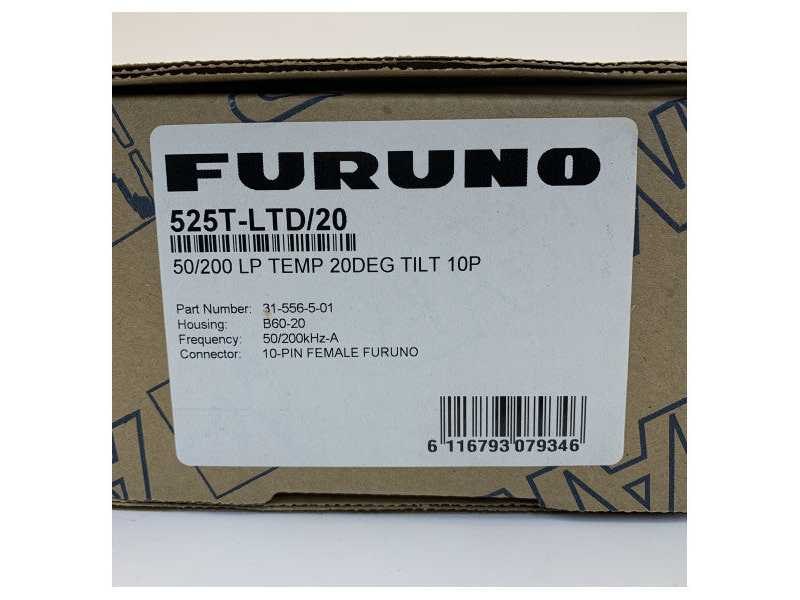 FURUNO
525T-LTD/20
50/200 LP TEMP 20DEG TILT 10P
Part Number: 31-556-5-01
Housing: B60-20
Frequency: 50/200kHz-A
Connector: 10-PIN FEMALE FURUNO
6 116793 079346